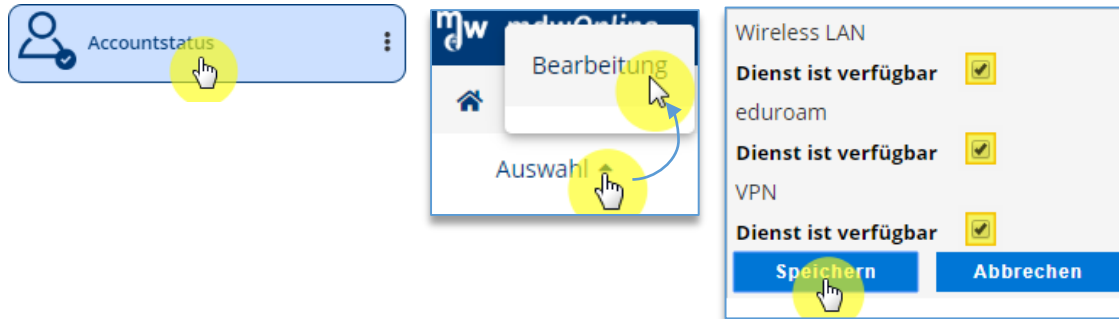 Accountstatus
mdw
mdwOnline
Bearbeitung
Auswahl
Wireless LAN
Dienst ist verfügbar
eduroam
Dienst ist verfügbar
VPN
Dienst ist verfügbar
Speichern
Abbrechen